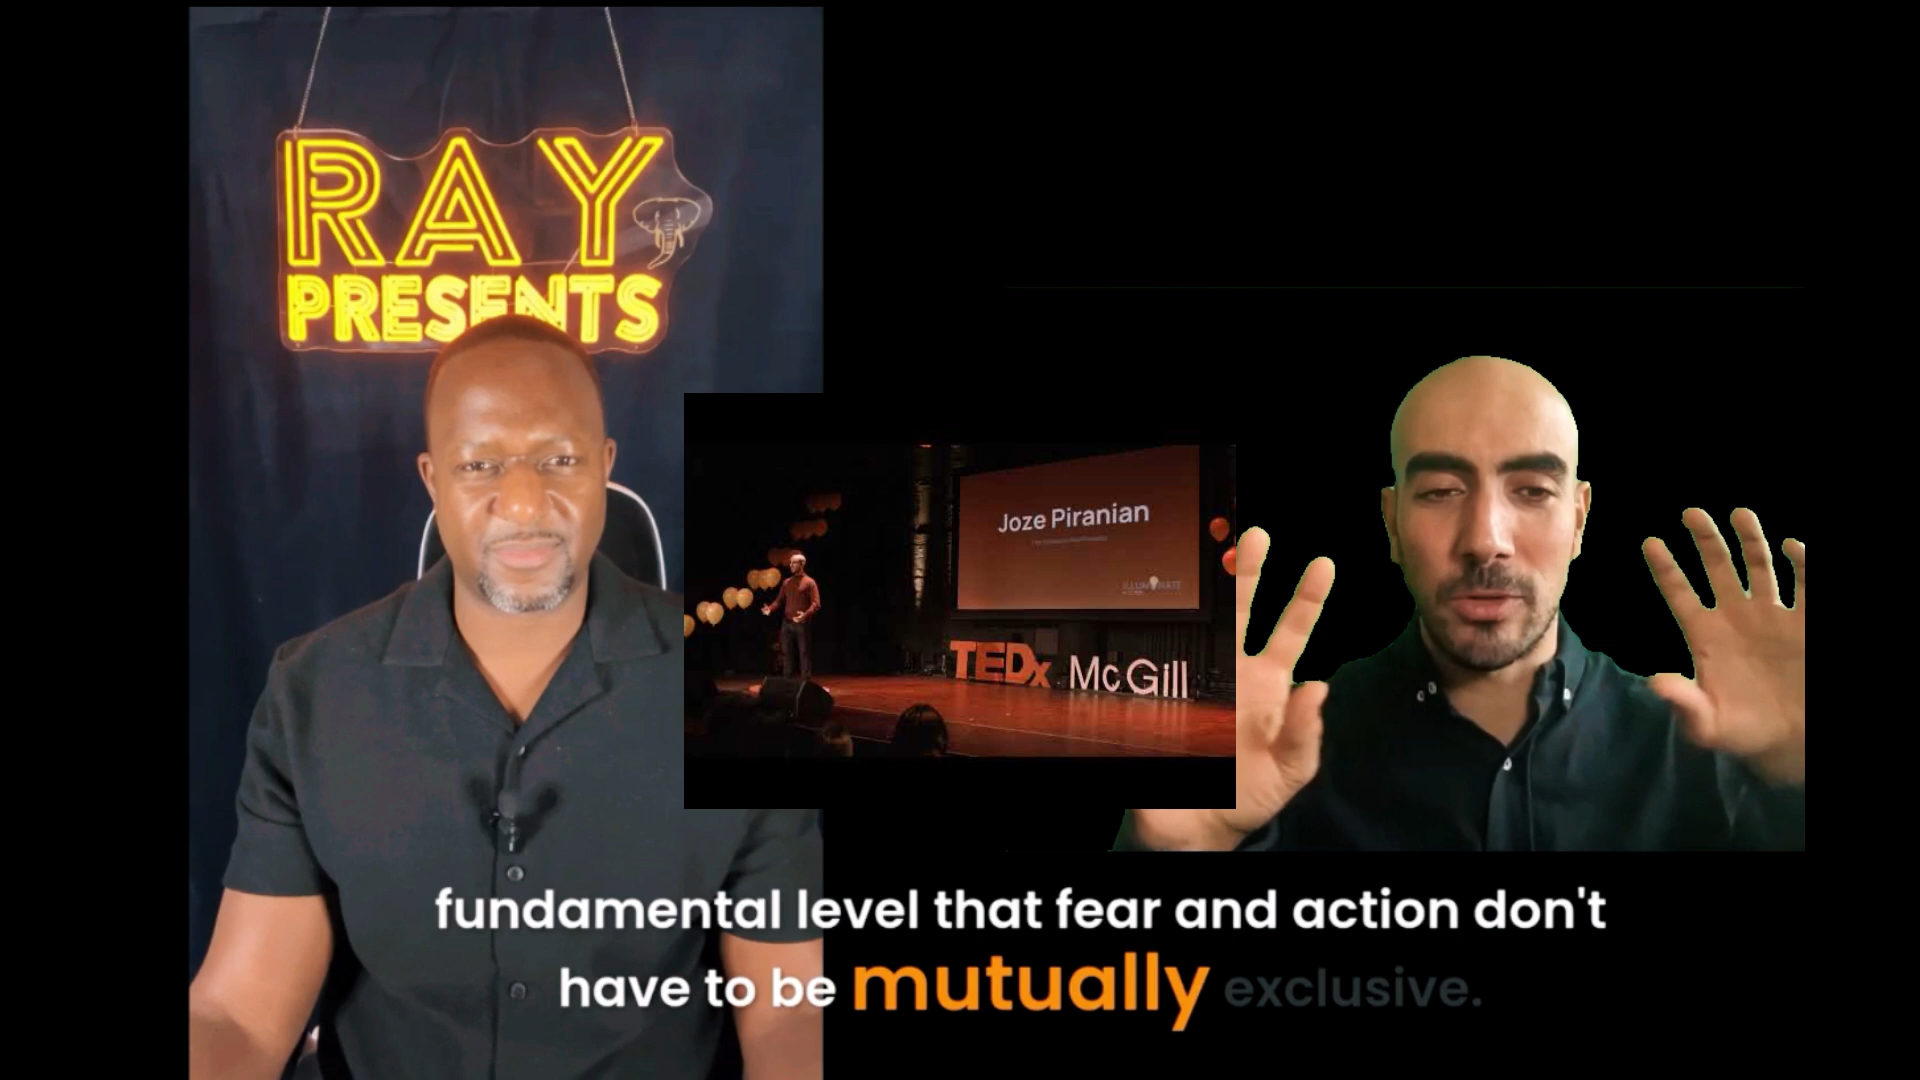 RAY
PRESENTS
Joze Piranian
TEDx McGill
fundamental level that fear and action don't
have to be mutually exclusive.